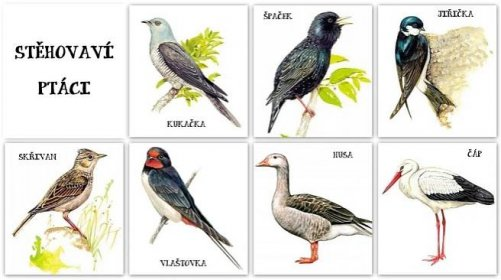 STĚHOVAVÍ
PTÁCI
KUKAČKA
ŠPAČEK
JIŘIČKA
SKŘIVAN
VLAŠTOVKA
HUSA
ČÁP